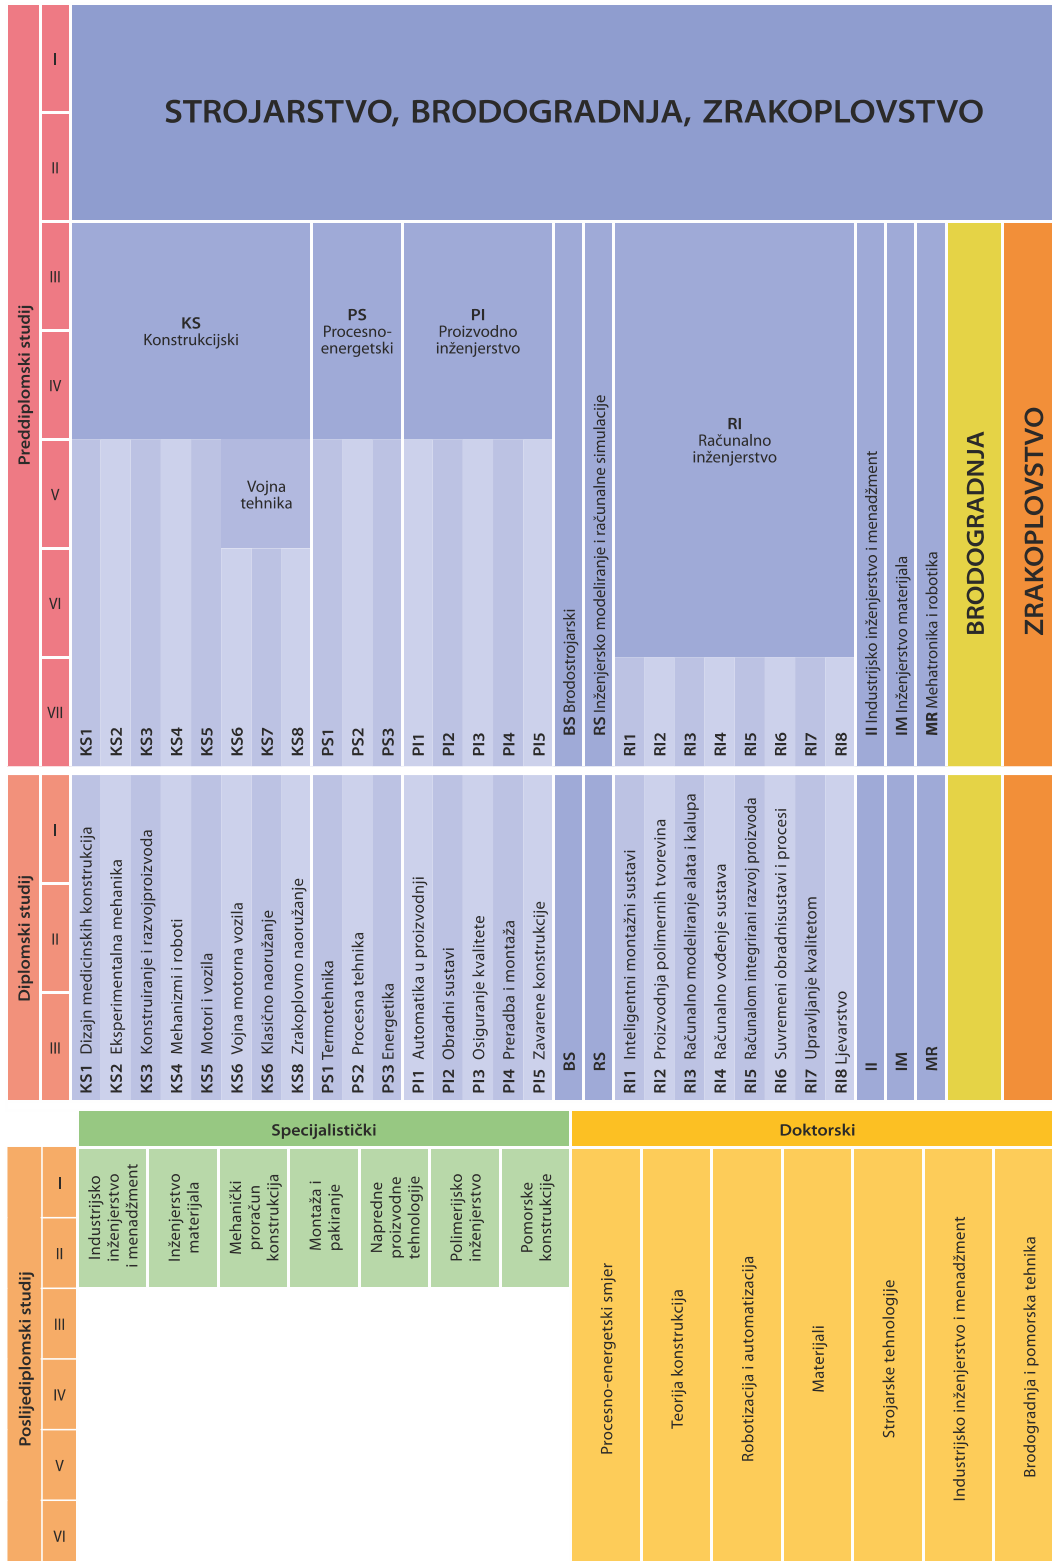 Preddiplomski studij
I
II
III
IV
V
VI
VII
STROJARSTVO, BRODOGRADNJA, ZRAKOPLOVSTVO
KS
Konstrukcijski
PS
Procesno-
energetski
PI
Proizvodno
inženjerstvo
Vojna
tehnika
RI
Računalno
inženjerstvo
KS1
KS2
KS3
KS4
KS5
KS6
KS7
KS8
PS1
PS2
PS3
PI1
PI2
PI3
PI4
PI5
BS Brodostrojarski
RS Inženjersko modeliranje i računalne simulacije
RI1
RI2
RI3
RI4
RI5
RI6
RI7
RI8
II Industrijsko inženjerstvo i menadžment
IM Inženjerstvo materijala
MR Mehatronika i robotika
BRODOGRADNJA
ZRAKOPLOVSTVO
Diplomski studij
I
II
III
KS1 Dizajn medicinskih konstrukcija
KS2 Eksperimentalna mehanika
KS3 Konstruiranje i razvojproizvoda
KS4 Mehanizmi i roboti
KS5 Motori i vozila
KS6 Vojna motorna vozila
KS6 Klasično naoružanje
KS8 Zrakoplovno naoružanje
PS1 Termotehnika
PS2 Procesna tehnika
PS3 Energetika
PI1 Automatika u proizvodnji
PI2 Obradni sustavi
PI3 Osiguranje kvalitete
PI4 Preradba i montaža
PI5 Zavarene konstrukcije
BS
RS
RI1 Inteligentni montažni sustavi
RI2 Proizvodnja polimernih tvorevina
RI3 Računalno modeliranje alata i kalupa
RI4 Računalno vođenje sustava
RI5 Računalom integrirani razvoj proizvoda
RI6 Suvremeni obradnisustavi i procesi
RI7 Upravljanje kvalitetom
RI8 Ljevarstvo
II
IM
MR
Specijalistički
Doktorski
Poslijediplomski studij
I
II
III
IV
V
VI
Industrijsko
inženjerstvo
i menadžment
Inženjerstvo
materijala
Mehanički
proračun
konstrukcija
Montaža i
pakiranje
Napredne
proizvodne
tehnologije
Polimerijsko
inženjerstvo
Pomorske
konstrukcije
Procesno-energetski smjer
Teorija konstrukcija
Robotizacija i automatizacija
Materijali
Strojarske tehnologije
Industrijsko inženjerstvo i menadžment
Brodogradnja i pomorska tehnika